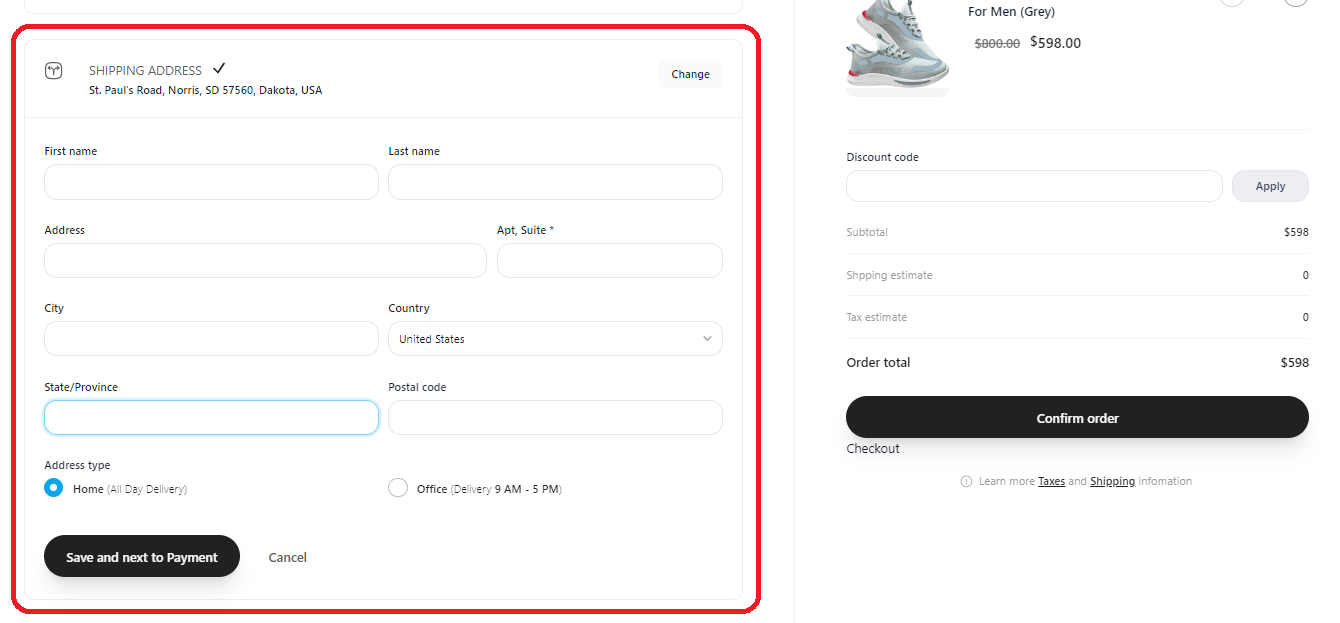 SHIPPING ADDRESS
St. Paul's Road, Norris, SD 57560, Dakota, USA
Change
First name
Last name
Address
Apt, Suite *
City
Country
United States
State/Province
Postal code
Address type
Home (All Day Delivery)
Office (Delivery 9 AM - 5 PM)
Save and next to Payment
Cancel
For Men (Grey)
$800.00 $598.00
Discount code
Apply
Subtotal $598
Shpping estimate 0
Tax estimate 0
Order total $598
Confirm order
Checkout
Learn more Taxes and Shipping infomation